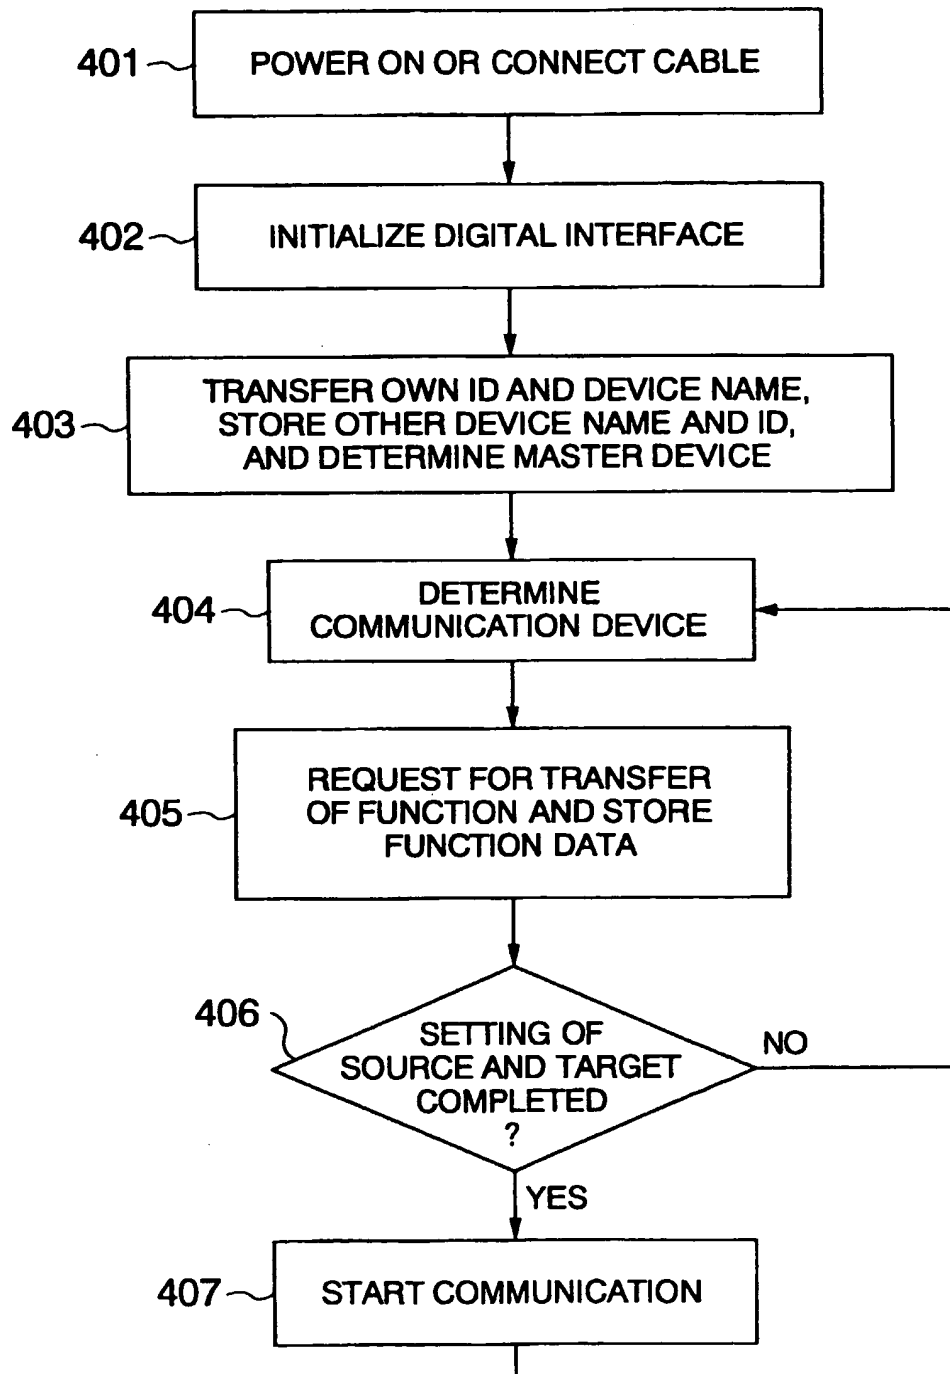 401
POWER ON OR CONNECT CABLE
402
INITIALIZE DIGITAL INTERFACE
403
TRANSFER OWN ID AND DEVICE NAME,
STORE OTHER DEVICE NAME AND ID,
AND DETERMINE MASTER DEVICE
404
DETERMINE
COMMUNICATION DEVICE
405
REQUEST FOR TRANSFER
OF FUNCTION AND STORE
FUNCTION DATA
406
SETTING OF
SOURCE AND TARGET
COMPLETED
?
NO
YES
407
START COMMUNICATION